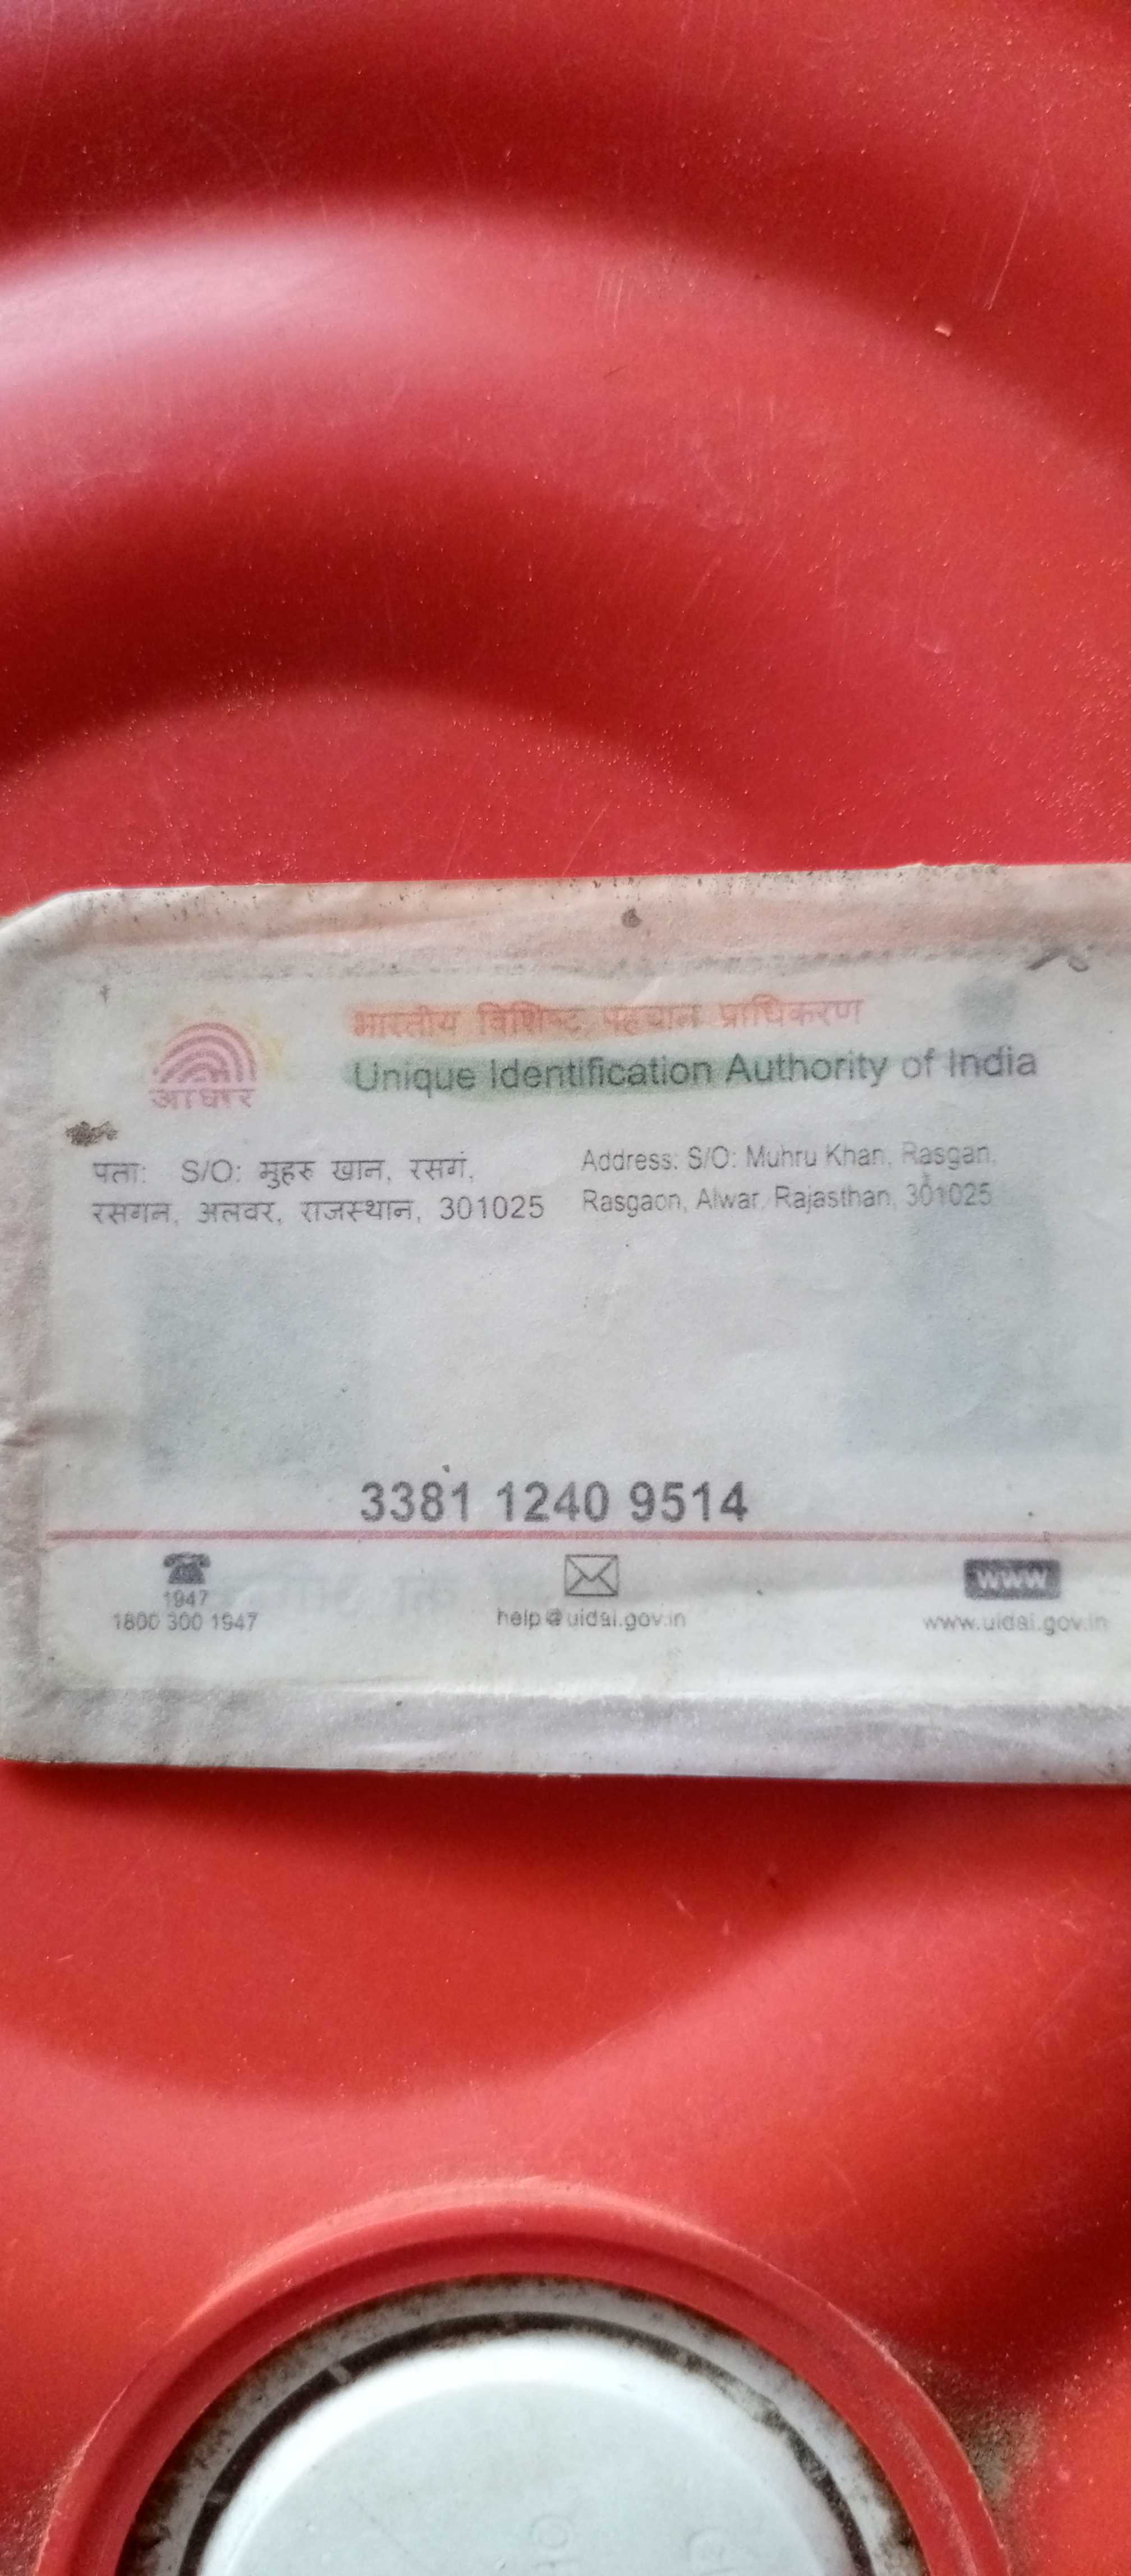 भारतीय विशिष्ट पहचान प्राधिकरण
Unique Identification Authority of India
आधार
पता: S/O: मुहरु खान, रसगं,
रसगन, अलवर, राजस्थान, 301025
Address: S/O: Muhru Khan, Rasgan,
Rasgaon, Alwar, Rajasthan, 301025
3381 1240 9514
1947
1800 300 1947
help@uidai.gov.in
www
www.uidai.gov.in